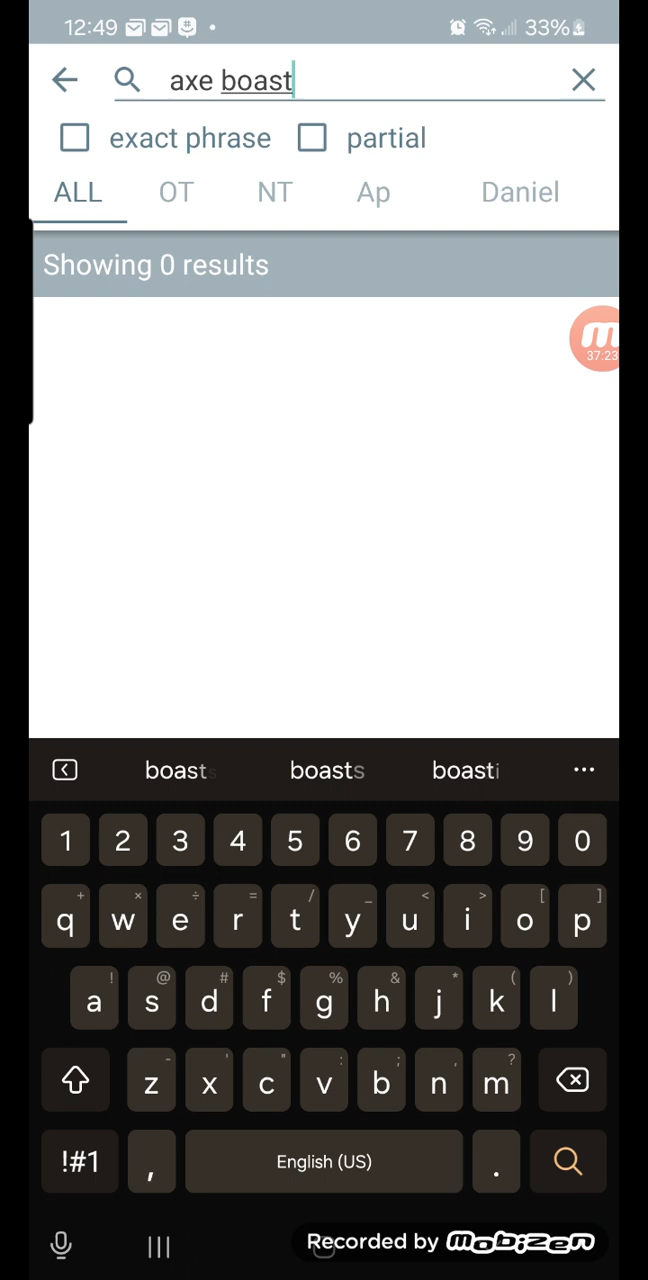 12:49 33%
axe boast
exact phrase partial
ALL OT NT Ap Daniel
Showing 0 results
37:23
boasts boasts boasti ...
1 2 3 4 5 6 7 8 9 0
+ × ÷ = / _ < > [ ]
q w e r t y u i o p
! @ # $ % & * ( )
a s d f g h j k l
- ' " : ; , ?
z x c v b n m
!#1 , English (US) .
Recorded by mobizen